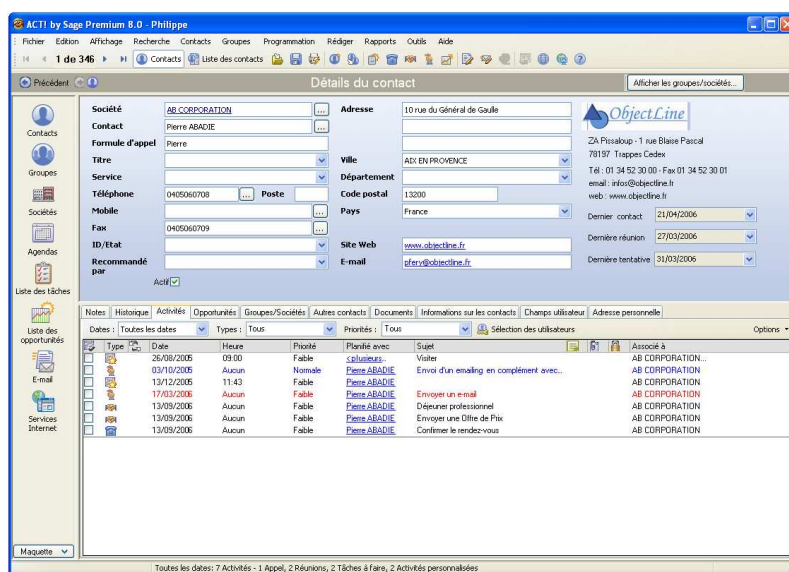 ACT! by Sage Premium 8.0 - Philippe
Fichier Edition Affichage Recherche Contacts Groupes Programmation Rédiger Rapports Outils Aide
1 de 346 Contacts Liste des contacts
Précédent Détails du contact Afficher les groupes/sociétés...
Contacts
Groupes
Sociétés
Agendas
Liste des tâches
Liste des opportunités
E-mail
Services Internet
Maquette
Société AB CORPORATION ...
Contact Pierre ABADIE ...
Formule d'appel Pierre
Titre
Service
Téléphone 0405060708 ... Poste
Mobile ...
Fax 0405060709 ...
ID/Etat
Recommandé par
Actif
Adresse 10 rue du Général de Gaulle
Ville AIX EN PROVENCE
Département
Code postal 13200
Pays France
Site Web www.objectline.fr
E-mail pfery@objectline.fr
ObjectLine
ZA Pissaloup - 1 rue Blaise Pascal
78197 Trappes Cedex
Tél : 01 34 52 30 00 - Fax 01 34 52 30 01
email : infos@objectline.fr
web : www.objectline.fr
Dernier contact 21/04/2006
Dernière réunion 27/03/2006
Dernière tentative 31/03/2006
Notes Historique Activités Opportunités Groupes/Sociétés Autres contacts Documents Informations sur les contacts Champs utilisateur Adresse personnelle
Dates : Toutes les dates Types : Tous Priorités : Tous Sélection des utilisateurs Options
Type Date Heure Priorité Planifié avec Sujet Associé à
26/08/2005 09:00 Faible <plusieurs.. Visiter AB CORPORATION...
03/10/2005 Aucun Normale Pierre ABADIE Envoi d'un emailing en complément avec... AB CORPORATION
13/12/2005 11:43 Faible Pierre ABADIE AB CORPORATION
17/03/2006 Aucun Faible Pierre ABADIE Envoyer un e-mail AB CORPORATION
13/09/2006 Aucun Faible Pierre ABADIE Déjeuner professionnel AB CORPORATION
13/09/2006 Aucun Faible Pierre ABADIE Envoyer une Offre de Prix AB CORPORATION
13/09/2006 Aucun Faible Pierre ABADIE Confirmer le rendez-vous AB CORPORATION
Toutes les dates: 7 Activités - 1 Appel, 2 Réunions, 2 Tâches à faire, 2 Activités personnalisées